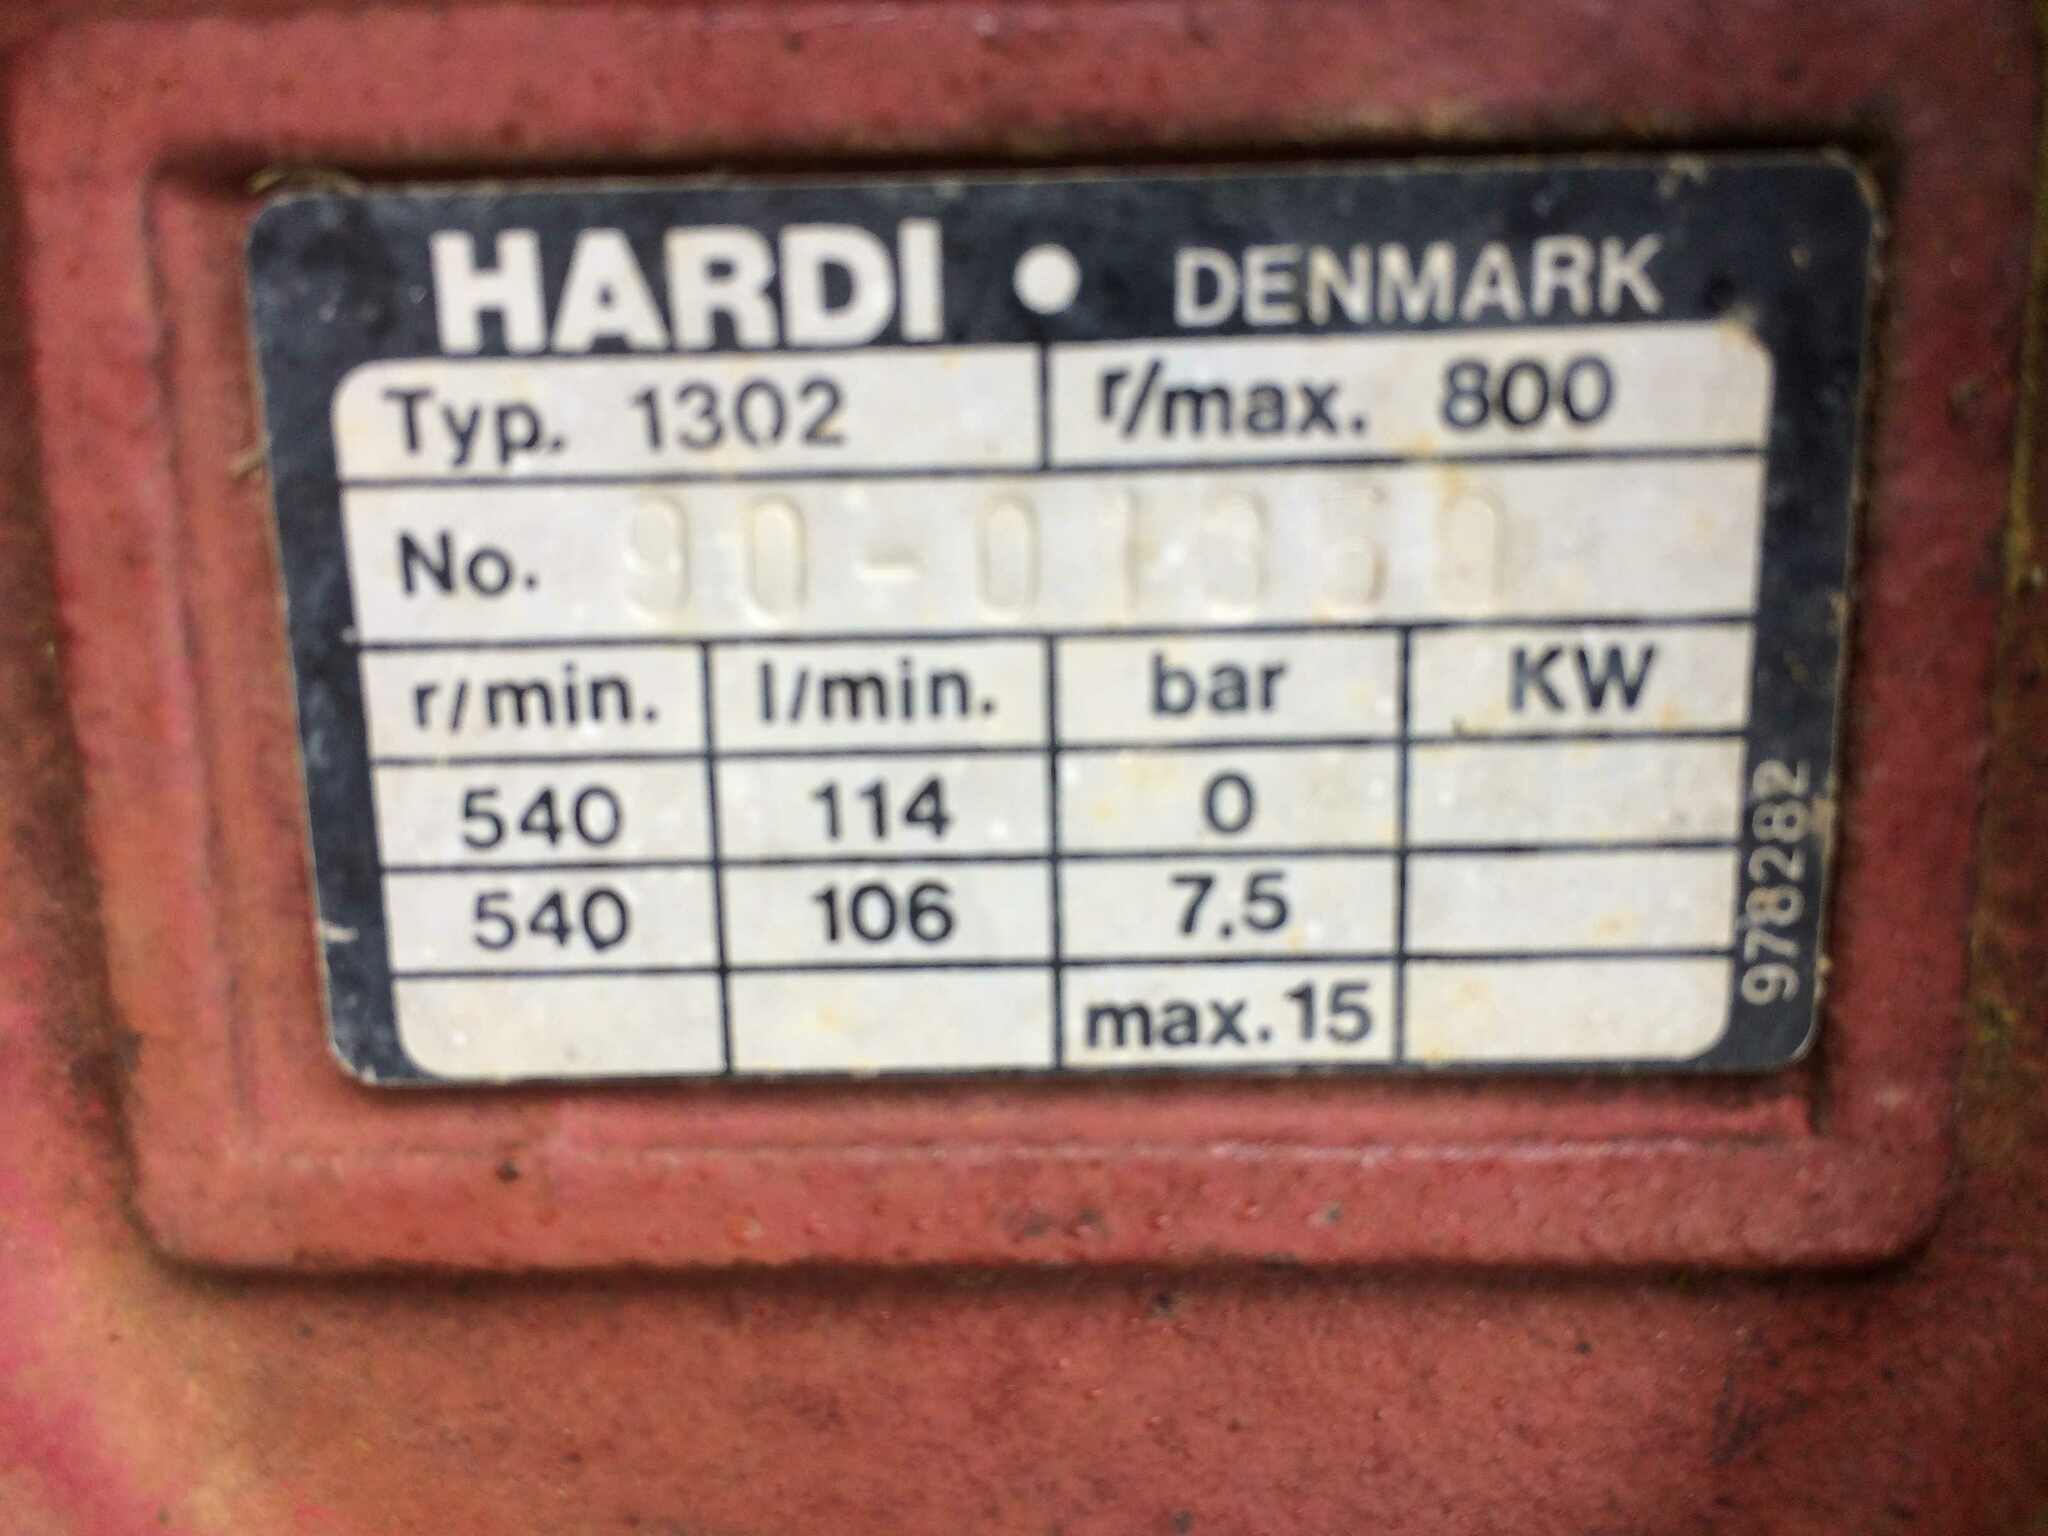 HARDI • DENMARK
Typ. 1302 r/max. 800
No.
r/min. l/min. bar KW
540 114 0
540 106 7.5
max. 15
978282